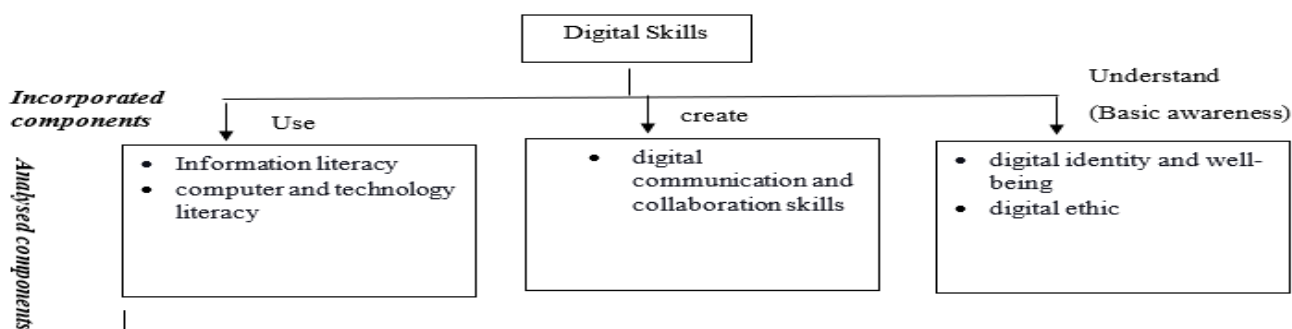 Digital Skills
Understand
(Basic awareness)
Incorporated
components
Use
create
Analysed components
• Information literacy
• computer and technology
literacy
• digital
communication and
collaboration skills
• digital identity and well-
being
• digital ethic